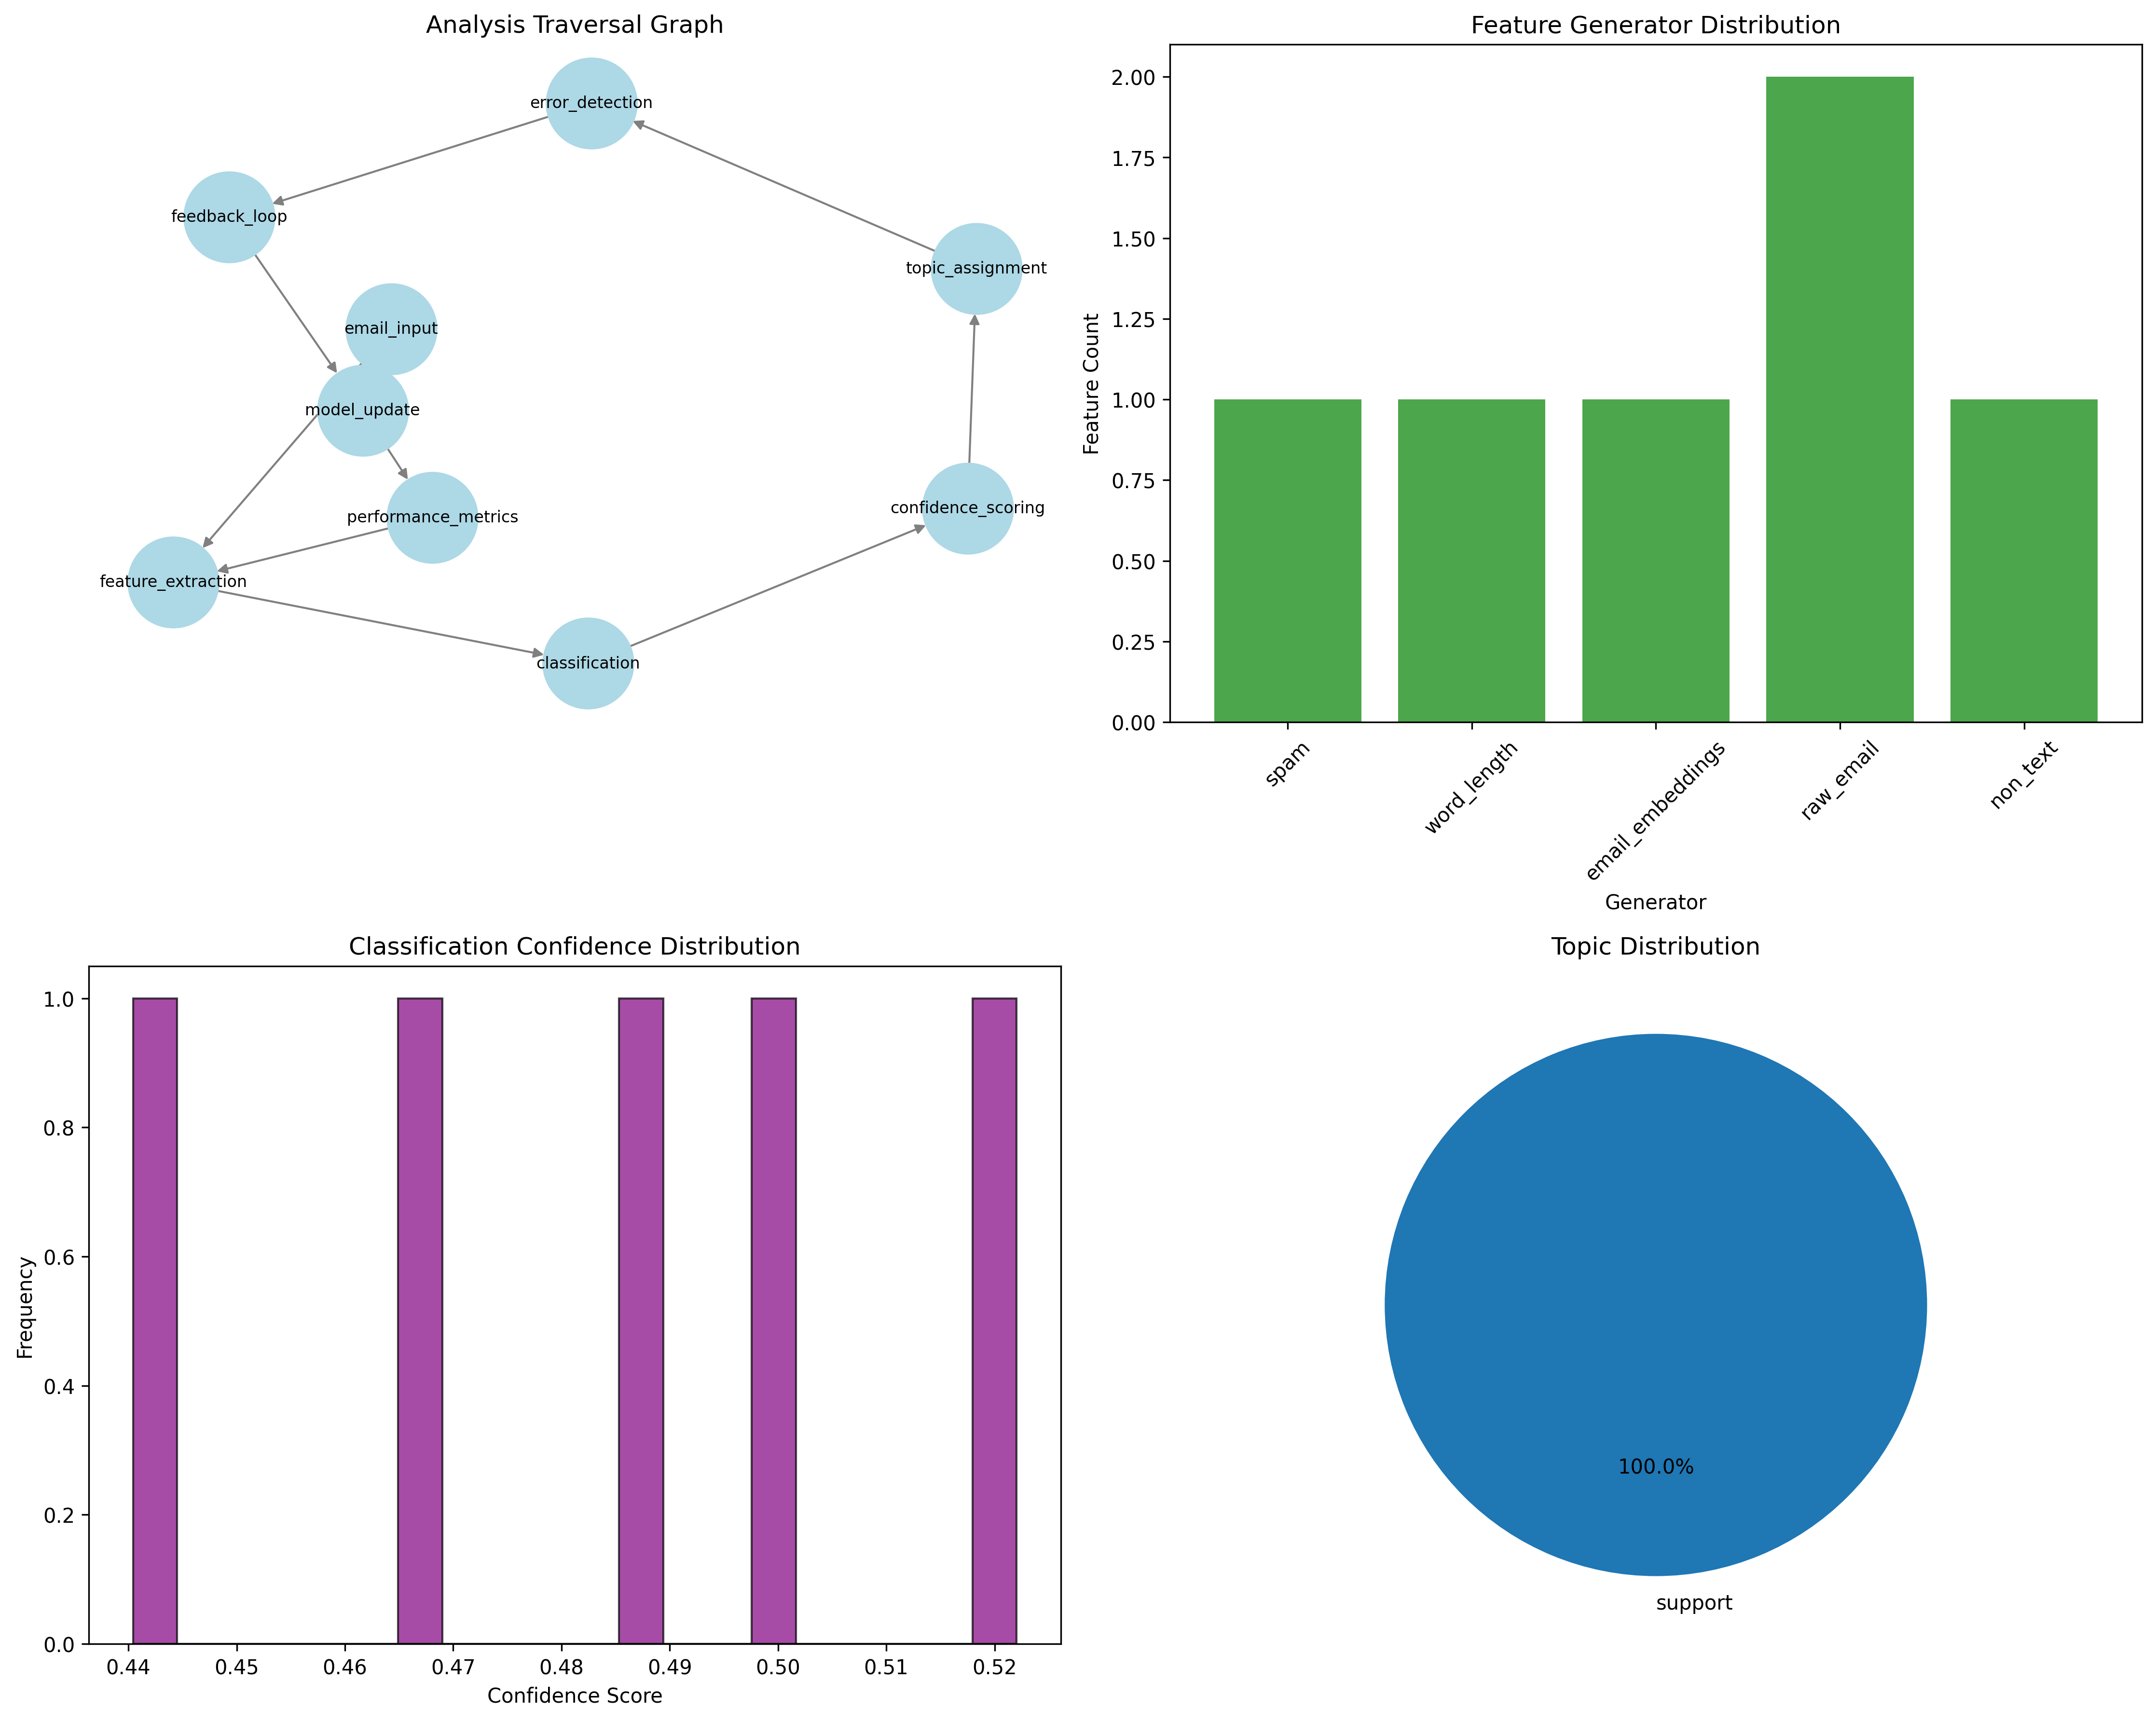 Analysis Traversal Graph
error_detection
feedback_loop
topic_assignment
email_input
model_update
confidence_scoring
performance_metrics
feature_extraction
classification
Feature Generator Distribution
Feature Count
2.00
1.75
1.50
1.25
1.00
0.75
0.50
0.25
0.00
spam
word_length
email_embeddings
raw_email
non_text
Generator
Classification Confidence Distribution
Frequency
1.0
0.8
0.6
0.4
0.2
0.0
0.44
0.45
0.46
0.47
0.48
0.49
0.50
0.51
0.52
Confidence Score
Topic Distribution
100.0%
support